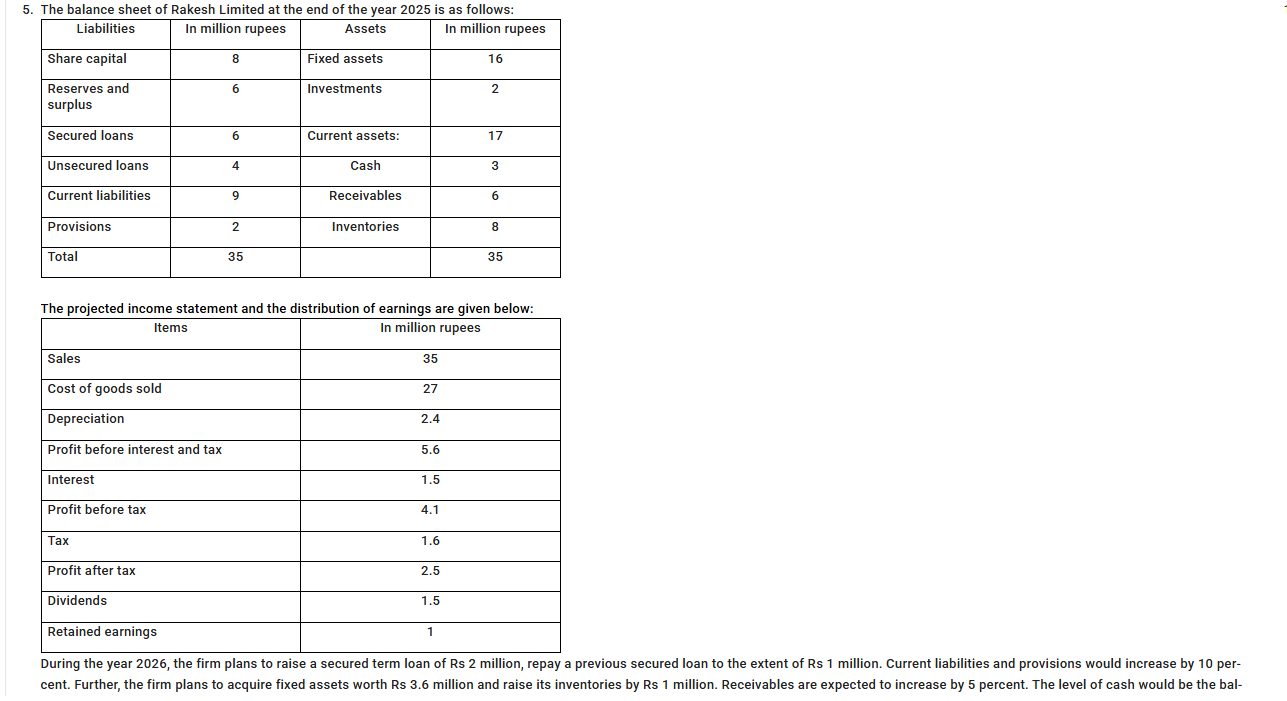 5. The balance sheet of Rakesh Limited at the end of the year 2025 is as follows:
Liabilities In million rupees Assets In million rupees
Share capital 8 Fixed assets 16
Reserves and surplus 6 Investments 2
Secured loans 6 Current assets: 17
Unsecured loans 4 Cash 3
Current liabilities 9 Receivables 6
Provisions 2 Inventories 8
Total 35 35
The projected income statement and the distribution of earnings are given below:
Items In million rupees
Sales 35
Cost of goods sold 27
Depreciation 2.4
Profit before interest and tax 5.6
Interest 1.5
Profit before tax 4.1
Tax 1.6
Profit after tax 2.5
Dividends 1.5
Retained earnings 1
During the year 2026, the firm plans to raise a secured term loan of Rs 2 million, repay a previous secured loan to the extent of Rs 1 million. Current liabilities and provisions would increase by 10 per-
cent. Further, the firm plans to acquire fixed assets worth Rs 3.6 million and raise its inventories by Rs 1 million. Receivables are expected to increase by 5 percent. The level of cash would be the bal-